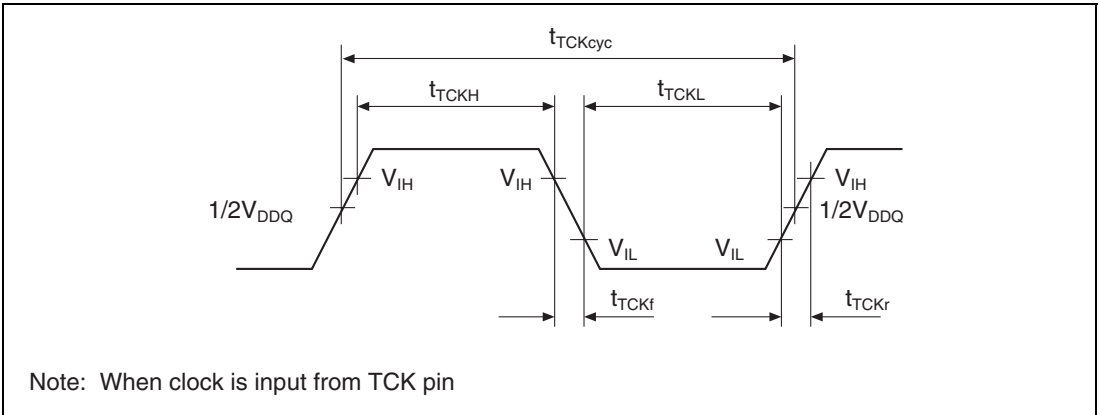 tTCKcyc
tTCKH
tTCKL
VIH
VIH
VIH
1/2VDDQ
1/2VDDQ
VIL
VIL
tTCKf
tTCKr
Note: When clock is input from TCK pin